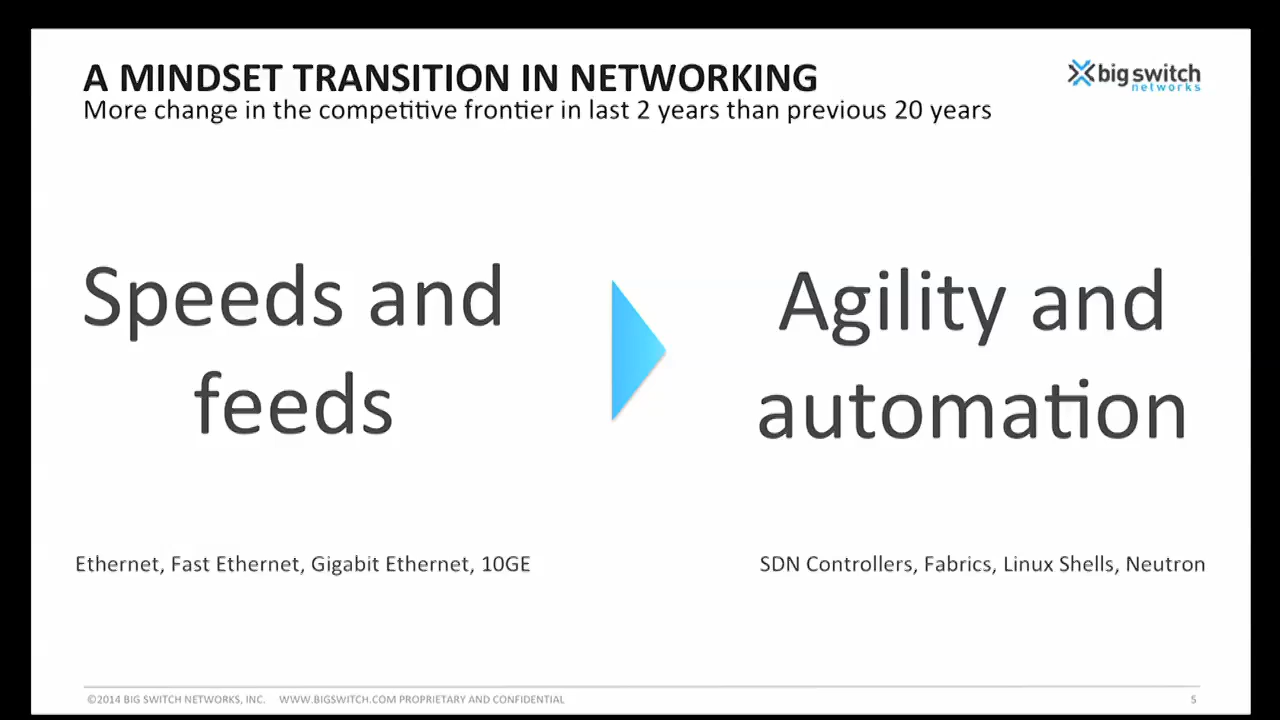 A MINDSET TRANSITION IN NETWORKING
More change in the competitive frontier in last 2 years than previous 20 years
big switch
networks
Speeds and
feeds
Agility and
automation
Ethernet, Fast Ethernet, Gigabit Ethernet, 10GE
SDN Controllers, Fabrics, Linux Shells, Neutron
©2014 BIG SWITCH NETWORKS, INC. WWW.BIGSWITCH.COM PROPRIETARY AND CONFIDENTIAL
5